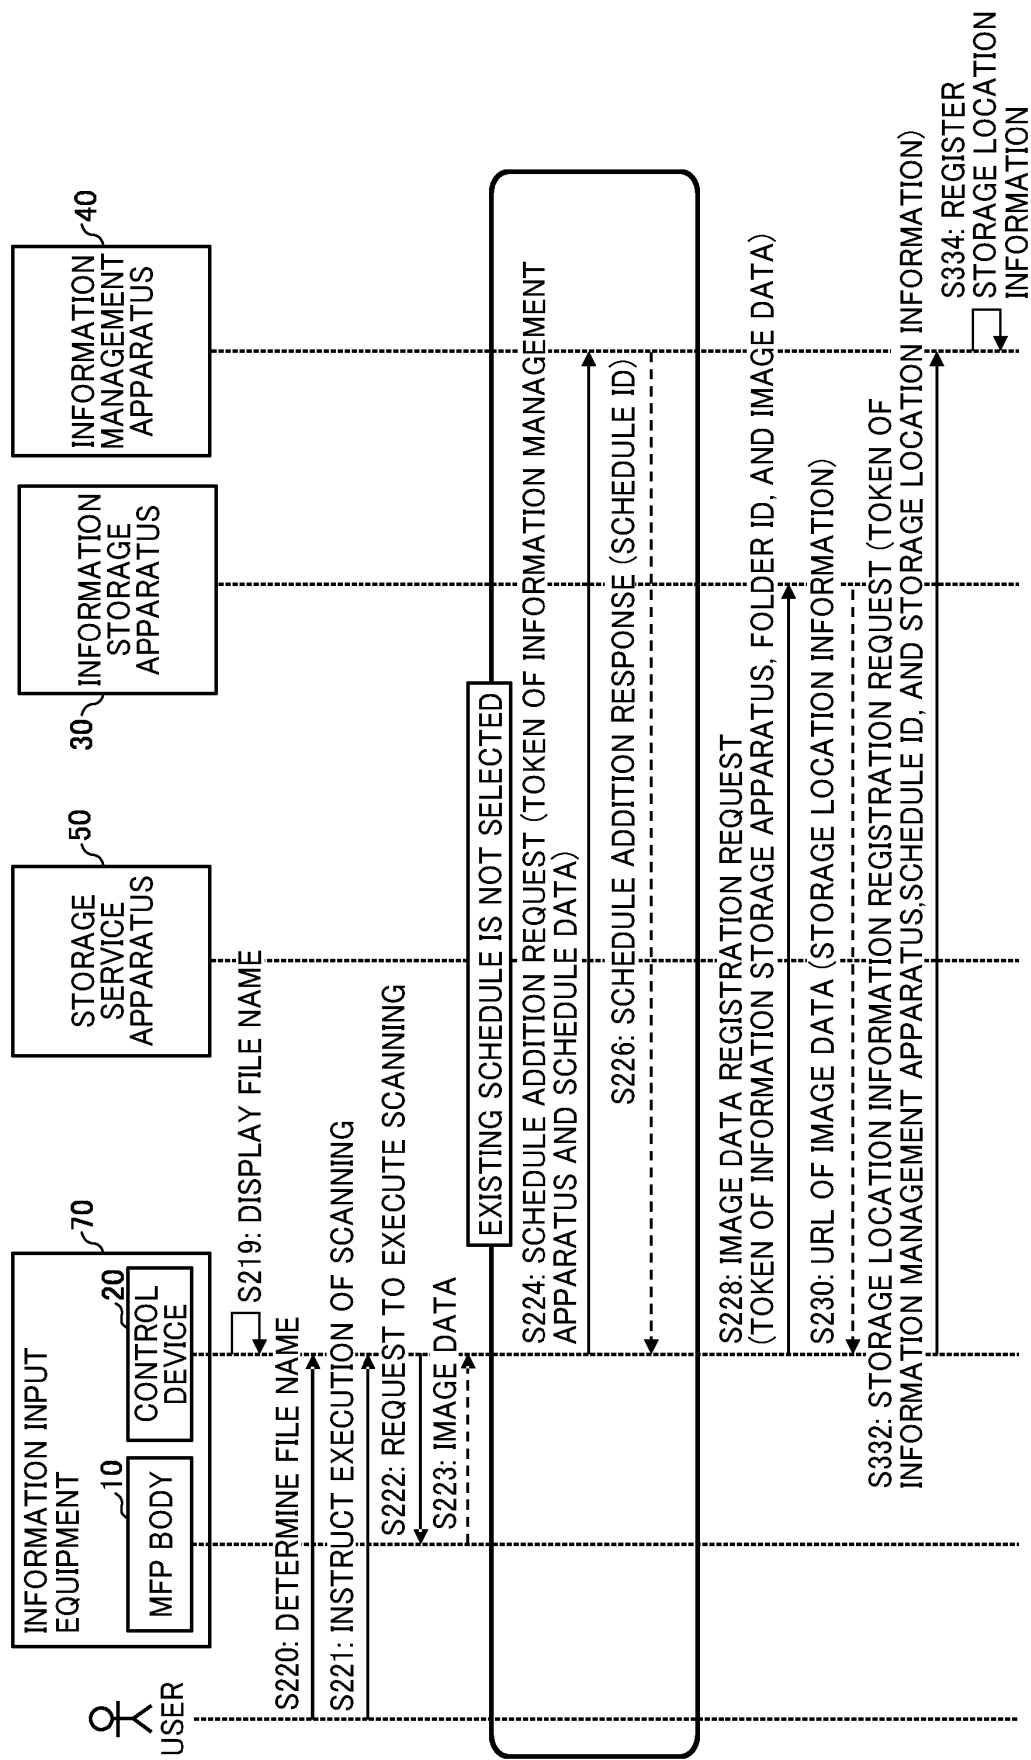 USER
INFORMATION INPUT
EQUIPMENT
70
10
MFP BODY
20
CONTROL
DEVICE
STORAGE
SERVICE
APPARATUS
50
INFORMATION
STORAGE
APPARATUS
30
INFORMATION
MANAGEMENT
APPARATUS
40
S219: DISPLAY FILE NAME
S220: DETERMINE FILE NAME
S221: INSTRUCT EXECUTION OF SCANNING
S222: REQUEST TO EXECUTE SCANNING
S223: IMAGE DATA
EXISTING SCHEDULE IS NOT SELECTED
S224: SCHEDULE ADDITION REQUEST (TOKEN OF INFORMATION MANAGEMENT
APPARATUS AND SCHEDULE DATA)
S226: SCHEDULE ADDITION RESPONSE (SCHEDULE ID)
S228: IMAGE DATA REGISTRATION REQUEST
(TOKEN OF INFORMATION STORAGE APPARATUS, FOLDER ID, AND IMAGE DATA)
S230: URL OF IMAGE DATA (STORAGE LOCATION INFORMATION)
S332: STORAGE LOCATION INFORMATION REGISTRATION REQUEST (TOKEN OF
INFORMATION MANAGEMENT APPARATUS,SCHEDULE ID, AND STORAGE LOCATION INFORMATION)
S334: REGISTER
STORAGE LOCATION
INFORMATION